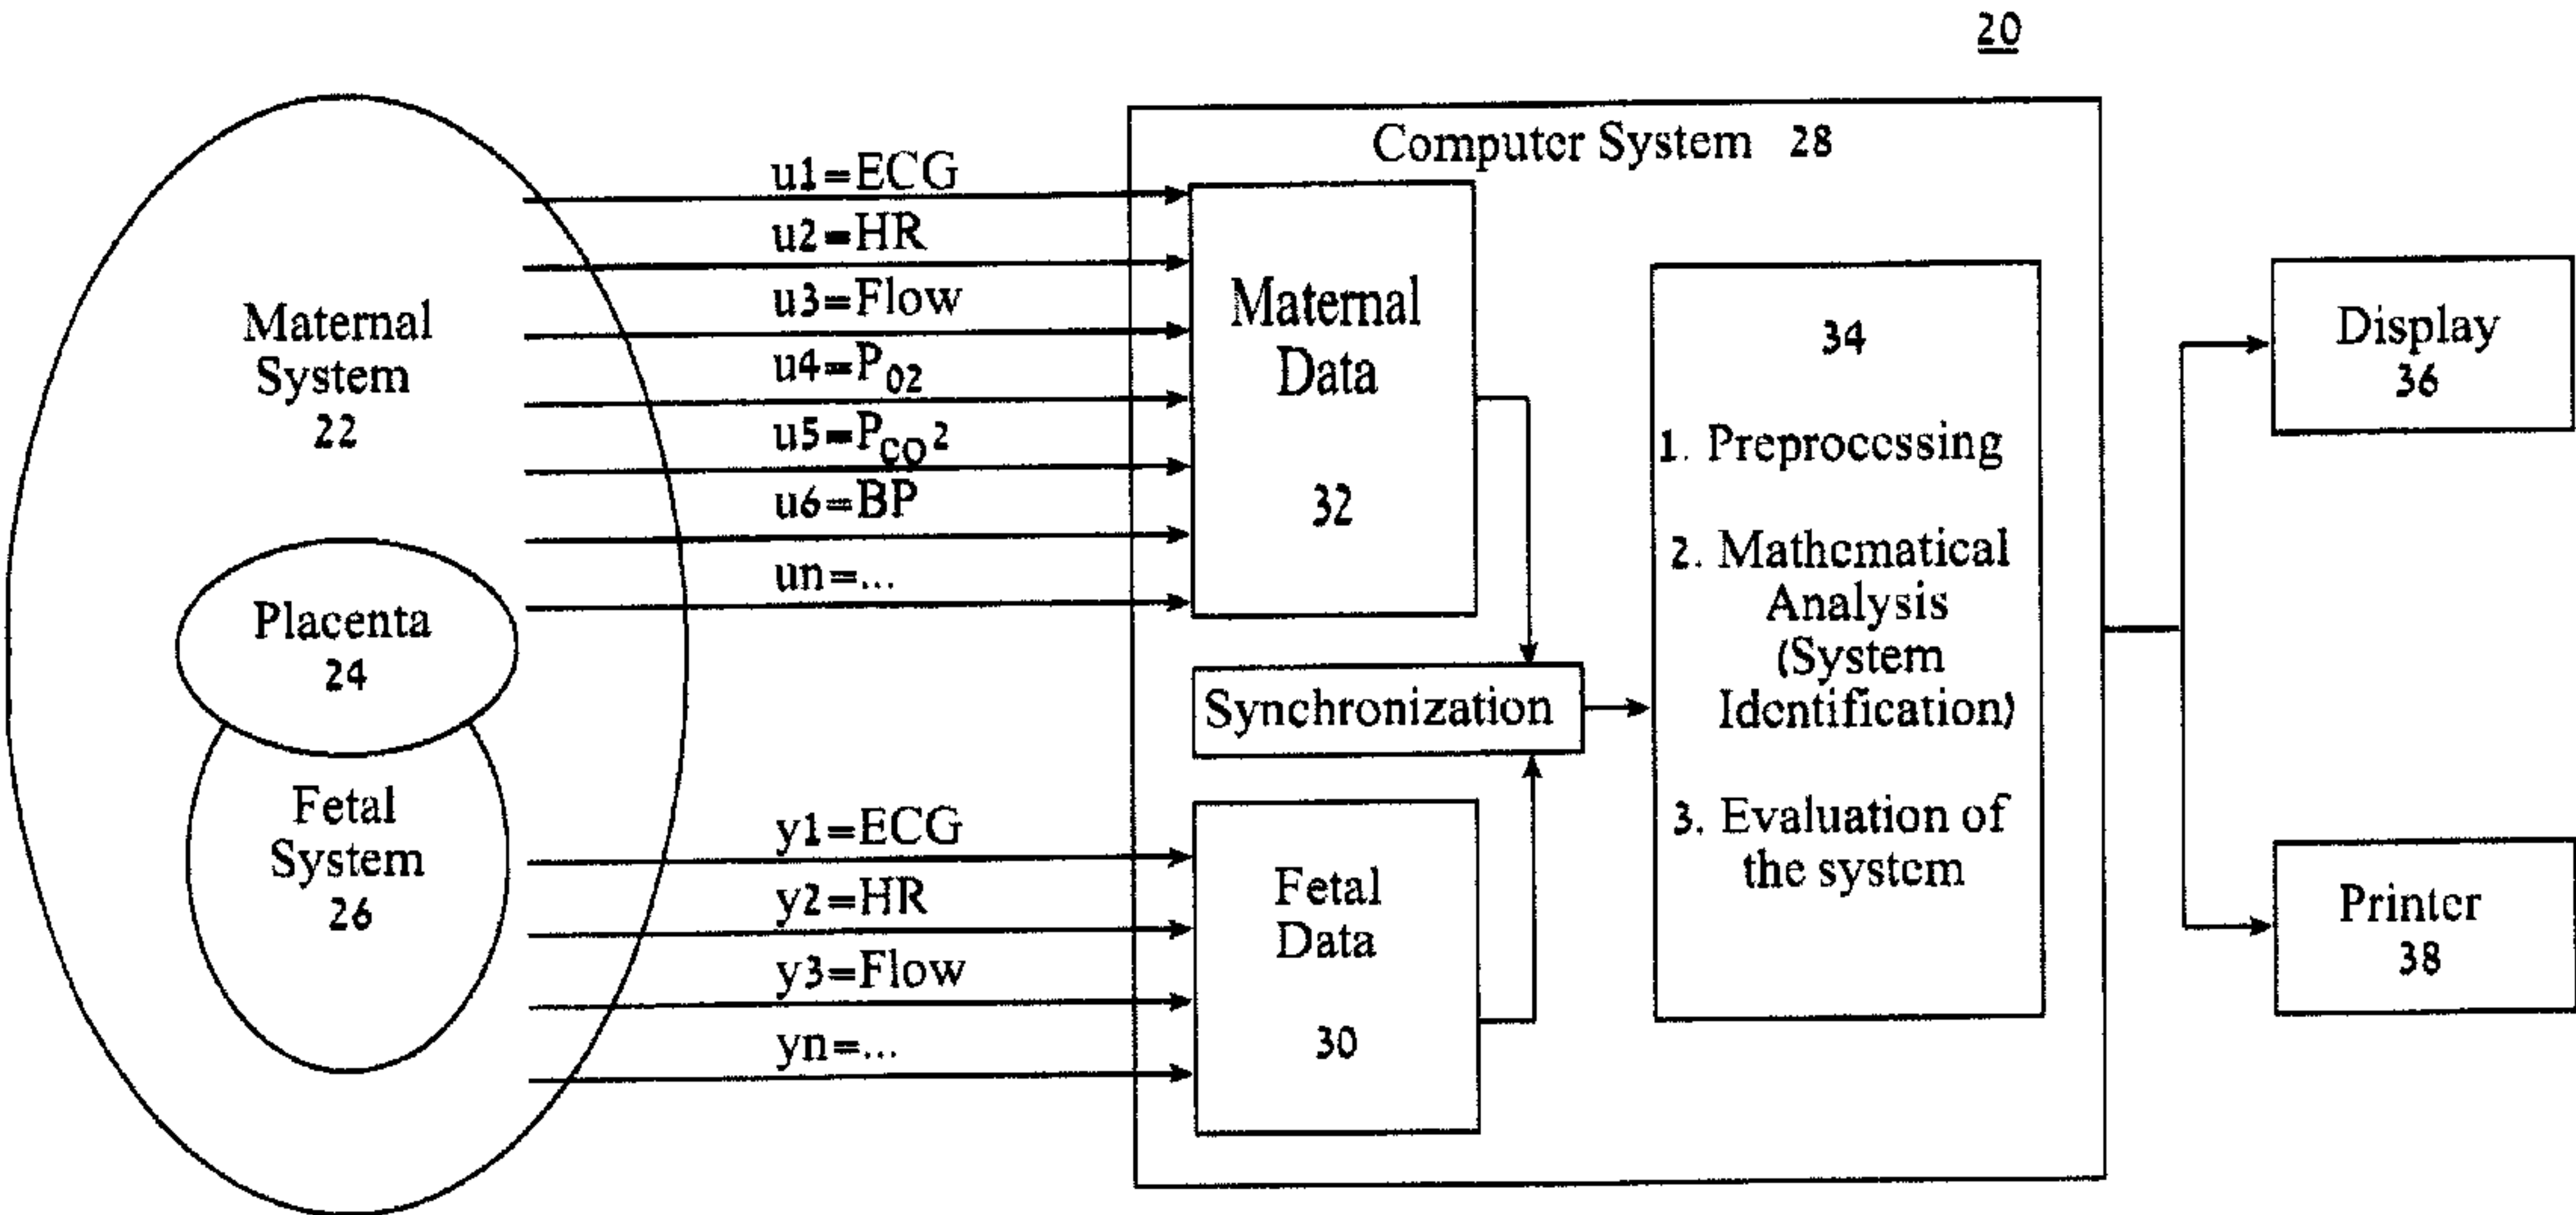 20
Computer System 28
Maternal
System
22
Placenta
24
Fetal
System
26
u1=ECG
u2=HR
u3=Flow
u4=P02
u5=PCO2
u6=BP
un=...
y1=ECG
y2=HR
y3=Flow
yn=...
Maternal
Data
32
Synchronization
Fetal
Data
30
34
1. Preprocessing
2. Mathematical
Analysis
(System
Identification)
3. Evaluation of
the system
Display
36
Printer
38